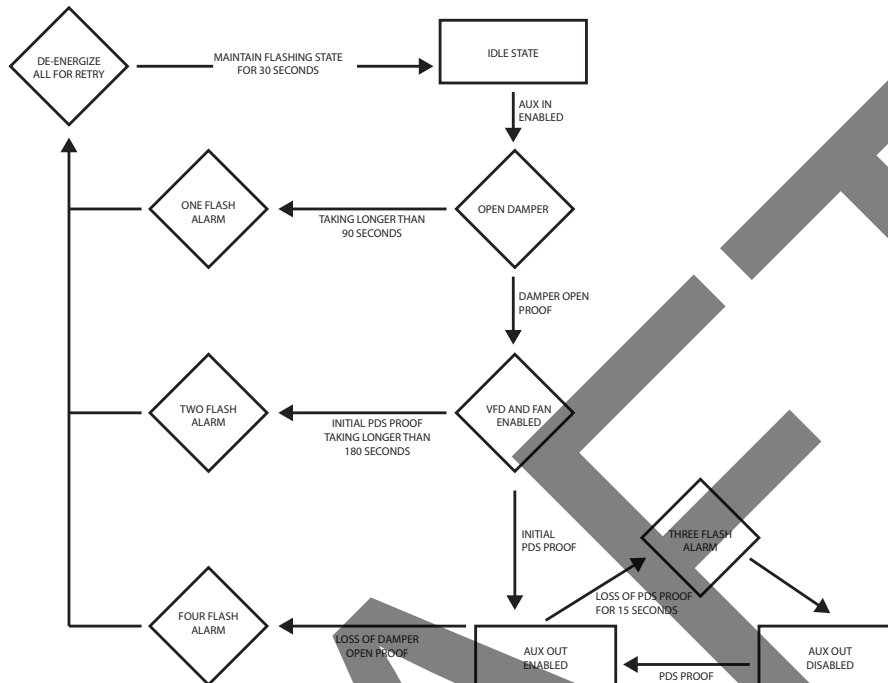 DE-ENERGIZE
ALL FOR RETRY
MAINTAIN FLASHING STATE
FOR 30 SECONDS
IDLE STATE
AUX IN
ENABLED
ONE FLASH
ALARM
TAKING LONGER THAN
90 SECONDS
OPEN DAMPER
DAMPER OPEN
PROOF
TWO FLASH
ALARM
INITIAL PDS PROOF
TAKING LONGER THAN
180 SECONDS
VFD AND FAN
ENABLED
INITIAL
PDS PROOF
THREE FLASH
ALARM
LOSS OF PDS PROOF
FOR 15 SECONDS
FOUR FLASH
ALARM
LOSS OF DAMPER
OPEN PROOF
AUX OUT
ENABLED
PDS PROOF
AUX OUT
DISABLED